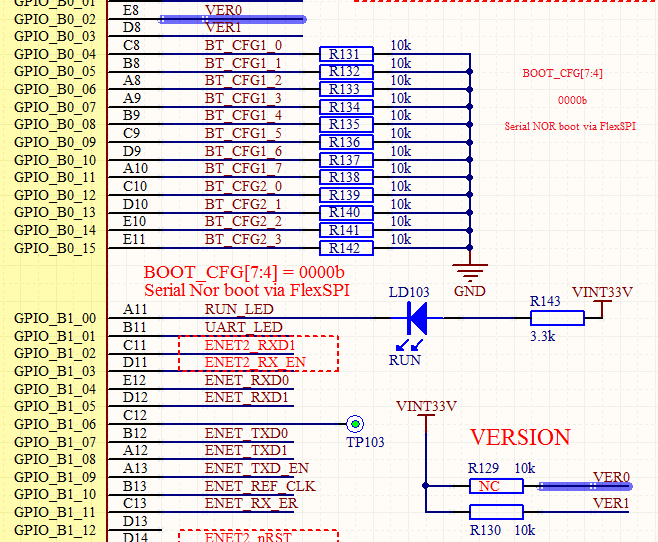 GPIO_B0_01
GPIO_B0_02 E8 VER0
GPIO_B0_03 D8 VER1
GPIO_B0_04 C8 BT_CFG1_0 R131 10k
GPIO_B0_05 B8 BT_CFG1_1 R132 10k
GPIO_B0_06 A8 BT_CFG1_2 R133 10k
GPIO_B0_07 A9 BT_CFG1_3 R134 10k
GPIO_B0_08 B9 BT_CFG1_4 R135 10k
GPIO_B0_09 C9 BT_CFG1_5 R136 10k
GPIO_B0_10 D9 BT_CFG1_6 R137 10k
GPIO_B0_11 A10 BT_CFG1_7 R138 10k
GPIO_B0_12 C10 BT_CFG2_0 R139 10k
GPIO_B0_13 D10 BT_CFG2_1 R140 10k
GPIO_B0_14 E10 BT_CFG2_2 R141 10k
GPIO_B0_15 E11 BT_CFG2_3 R142 10k
BOOT_CFG[7:4]
0000b
Serial NOR boot via FlexSPI
GND
BOOT_CFG[7:4] = 0000b
Serial Nor boot via FlexSPI
GPIO_B1_00 A11 RUN_LED
LD103
RUN
R143
3.3k
VINT33V
GPIO_B1_01 B11 UART_LED
GPIO_B1_02 C11 ENET2_RXD1
GPIO_B1_03 D11 ENET2_RX_EN
GPIO_B1_04 E12 ENET_RXD0
GPIO_B1_05 D12 ENET_RXD1
GPIO_B1_06 C12
TP103
GPIO_B1_07 B12 ENET_TXD0
GPIO_B1_08 A12 ENET_TXD1
GPIO_B1_09 A13 ENET_TXD_EN
GPIO_B1_10 B13 ENET_REF_CLK
GPIO_B1_11 C13 ENET_RX_ER
GPIO_B1_12 D13
D14 ENET2_nRST
VINT33V
VERSION
R129 10k
NC VER0
VER1
R130 10k